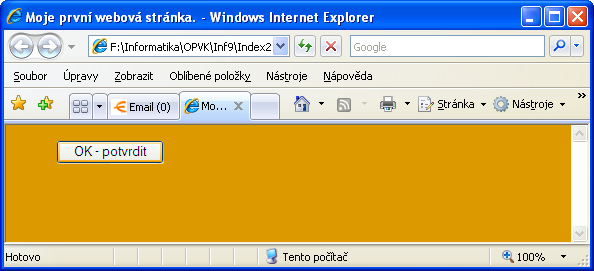 Moje první webová stránka. - Windows Internet Explorer
F:\Informatika\OPVK\Inf9\Index2
Google
Soubor Úpravy Zobrazit Oblíbené položky Nástroje Nápověda
Email (0) Mo... Stránka Nástroje
OK - potvrdit
Hotovo Tento počítač 100%